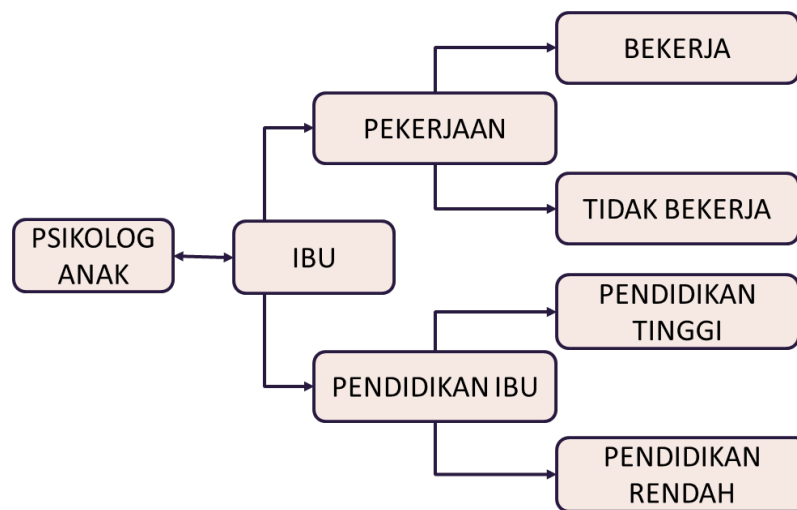 BEKERJA
PEKERJAAN
TIDAK BEKERJA
PSIKOLOG
ANAK
IBU
PENDIDIKAN
TINGGI
PENDIDIKAN IBU
PENDIDIKAN
RENDAH